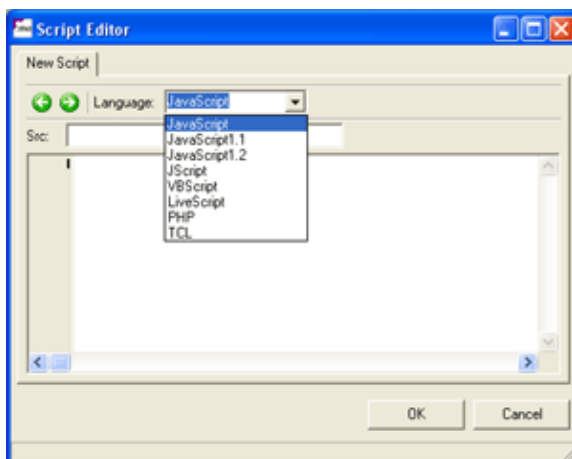 Script Editor
New Script
Language: JavaScript
JavaScript
JavaScript1.1
JavaScript1.2
JScript
VBScript
LiveScript
PHP
TCL
Src:
OK Cancel